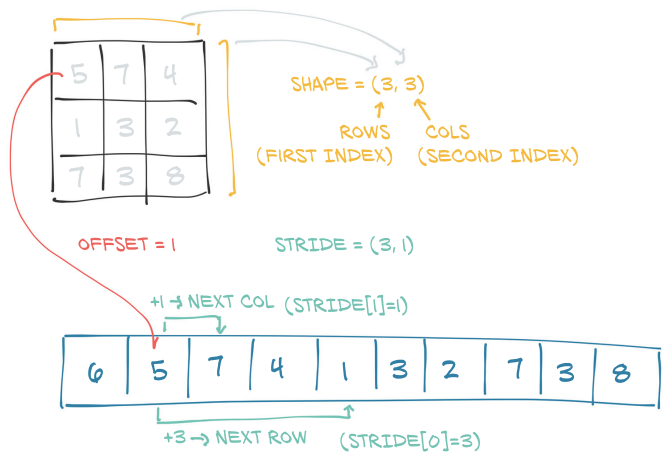 5 7 4
1 3 2
7 3 8
SHAPE = (3, 3)
ROWS
(FIRST INDEX)
COLS
(SECOND INDEX)
OFFSET = 1
STRIDE = (3, 1)
+1 → NEXT COL (STRIDE[1]=1)
6 5 7 4 1 3 2 7 3 8
+3 → NEXT ROW (STRIDE[0]=3)